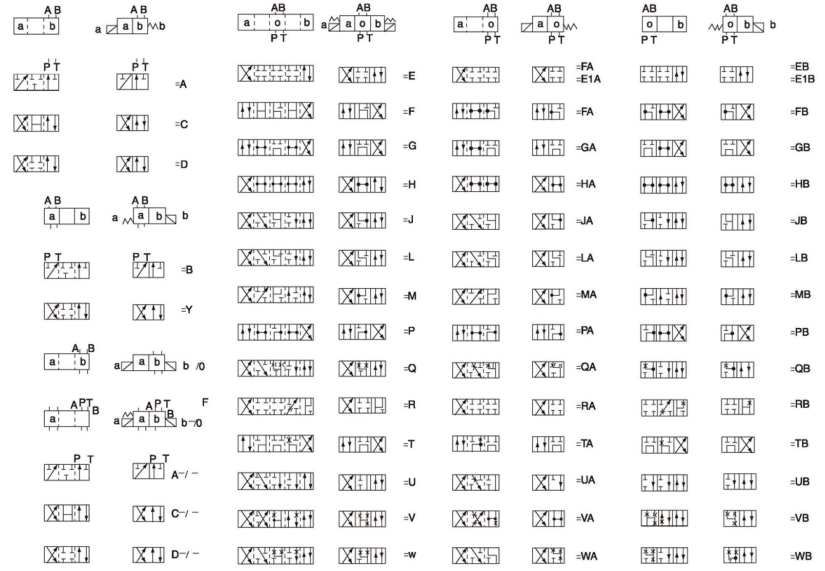 A B A B
a b a a b b
P T P T
=A
=C
=D
A B A B
a b a a b b
P T P T
=B
=Y
A B
a b a a b b /0
A PT A PT F
B B
a b a a b b–/0
P T P T
A–/–
C–/–
D–/–
AB AB
a o b a a o b b
P T P T
=E
=F
=G
=H
=J
=L
=M
=P
=Q
=R
=T
=U
=V
=w
AB AB
a o a a o
P T P T
=FA
=E1A
=FA
=GA
=HA
=JA
=LA
=MA
=PA
=QA
=RA
=TA
=UA
=VA
=WA
AB AB
o b o b b
P T P T
=EB
=E1B
=FB
=GB
=HB
=JB
=LB
=MB
=PB
=QB
=RB
=TB
=UB
=VB
=WB